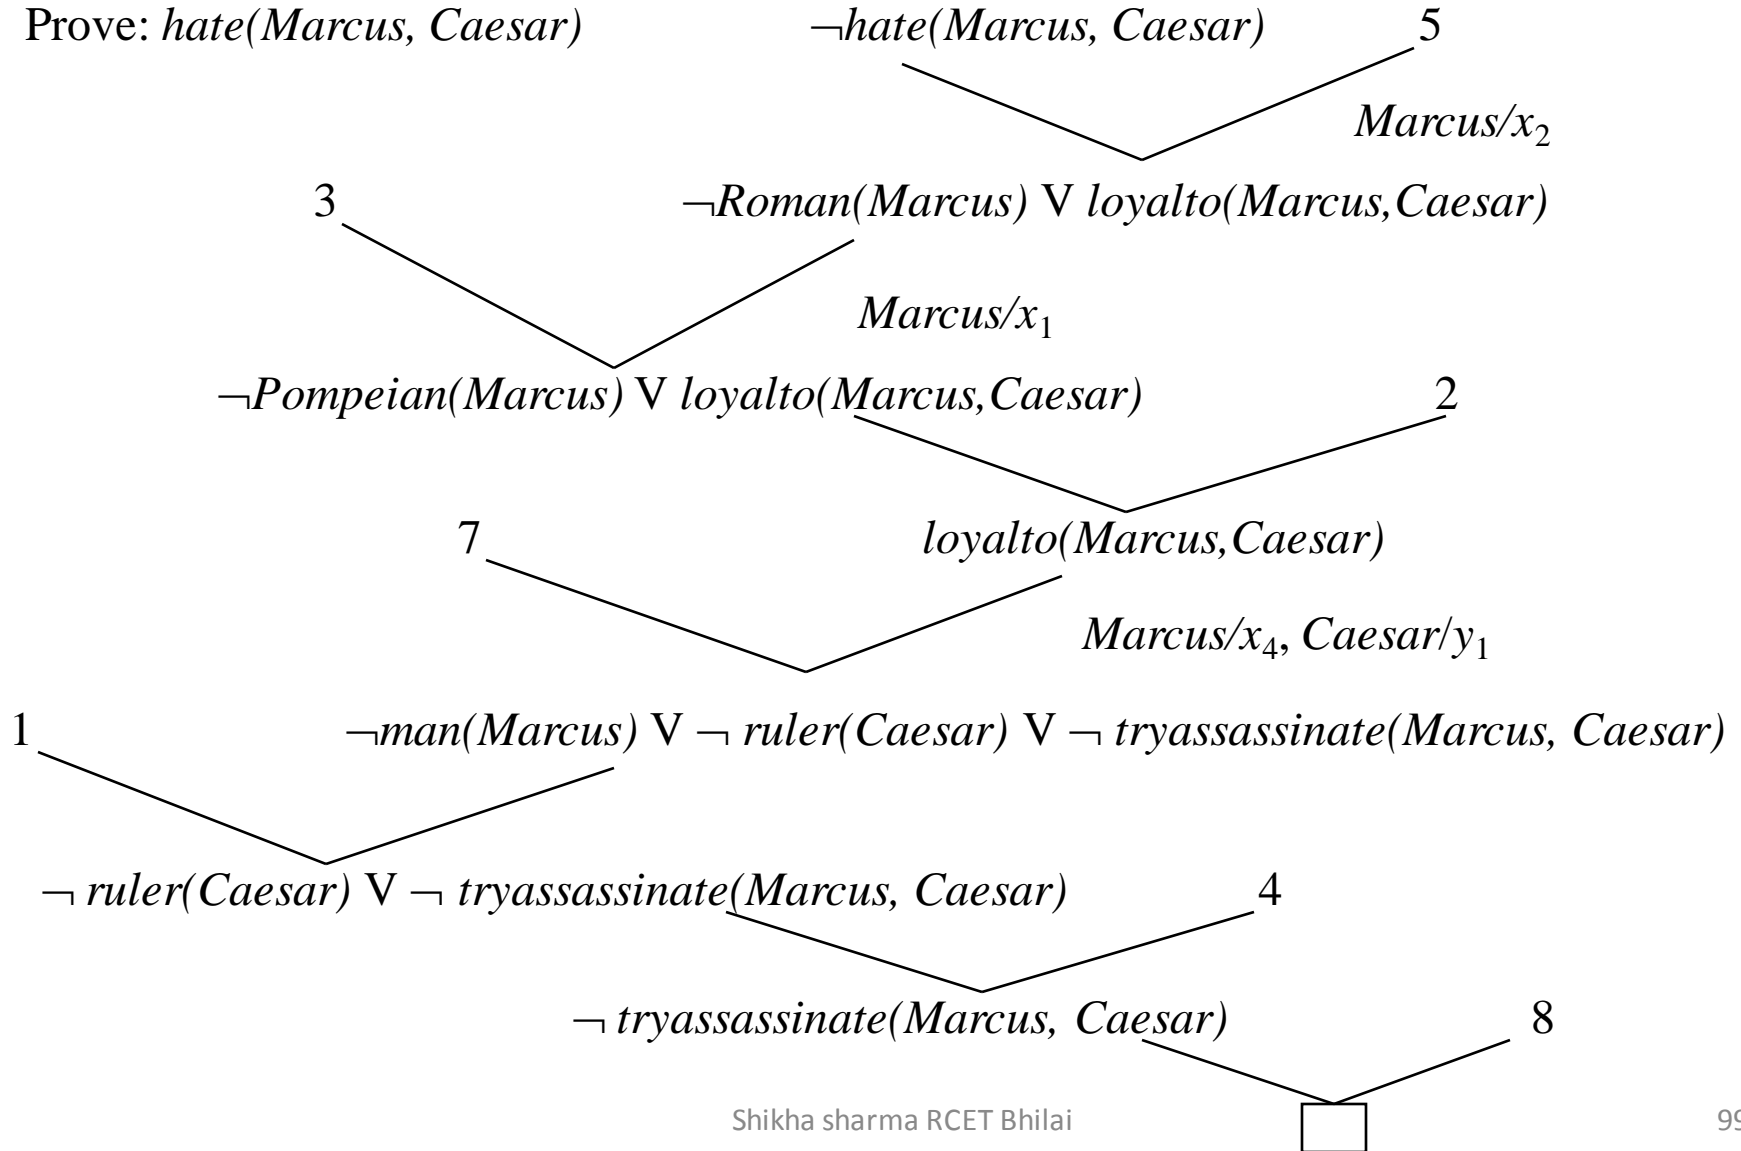 Prove: hate(Marcus, Caesar) ¬hate(Marcus, Caesar) 5
Marcus/x₂
3 ¬Roman(Marcus) V loyalto(Marcus,Caesar)
Marcus/x₁
¬Pompeian(Marcus) V loyalto(Marcus,Caesar) 2
7 loyalto(Marcus,Caesar)
Marcus/x₄, Caesar/y₁
1 ¬man(Marcus) V ¬ ruler(Caesar) V ¬ tryassassinate(Marcus, Caesar)
¬ ruler(Caesar) V ¬ tryassassinate(Marcus, Caesar) 4
¬ tryassassinate(Marcus, Caesar) 8
Shikha sharma RCET Bhilai 99